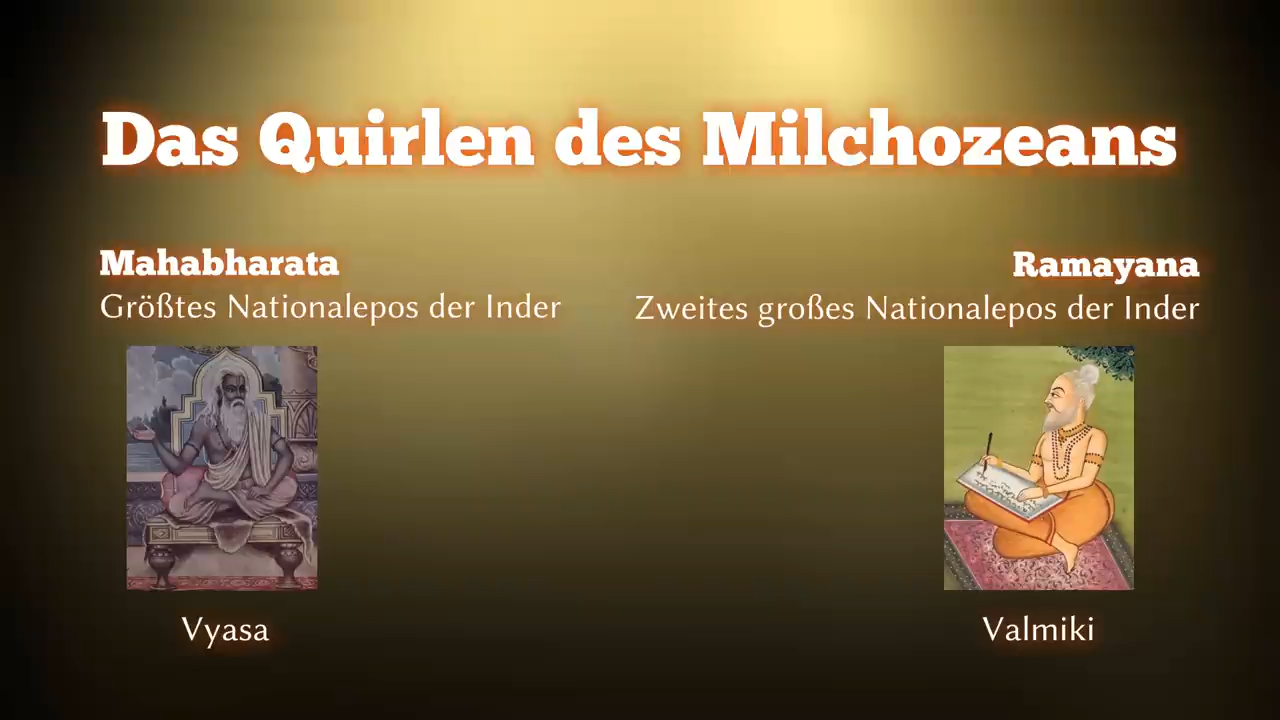 Das Quirlen des Milchozeans
Mahabharata
Größtes Nationalepos der Inder
Ramayana
Zweites großes Nationalepos der Inder
Vyasa
Valmiki